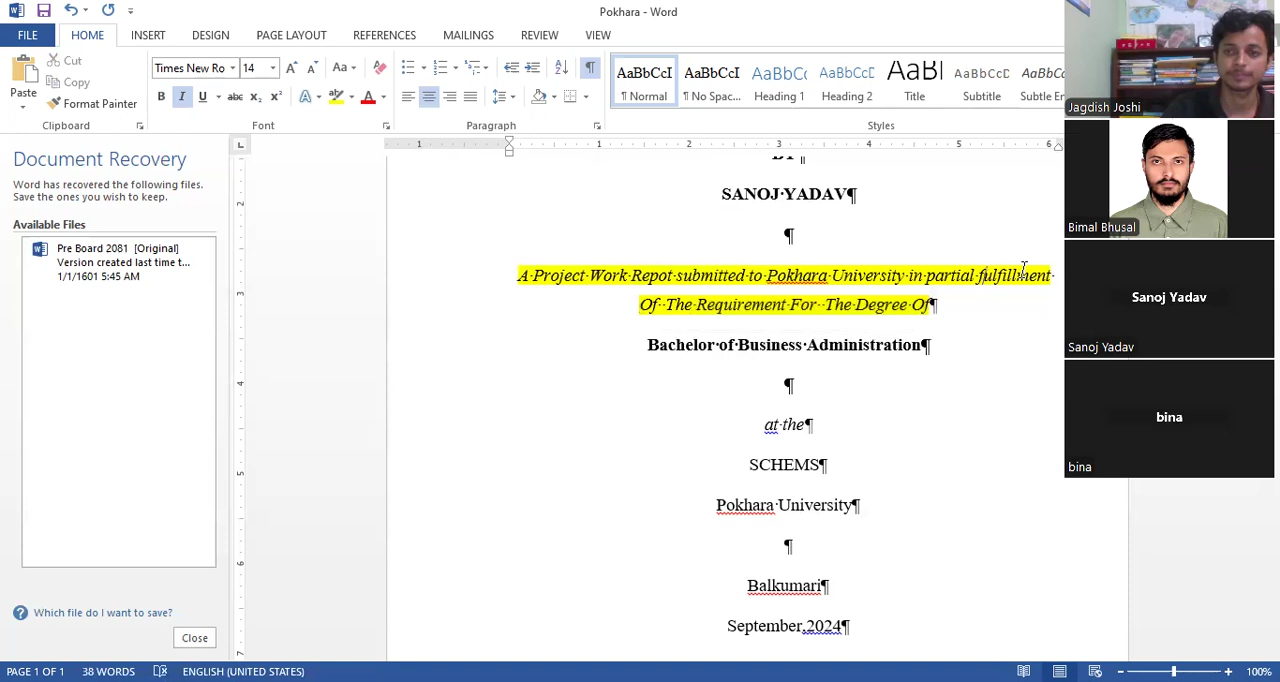 Pokhara - Word
FILE HOME INSERT DESIGN PAGE LAYOUT REFERENCES MAILINGS REVIEW VIEW
Paste
Cut
Copy
Format Painter
Clipboard
Times New Ro 14
Font
Paragraph
AaBbCcI AaBbCcI AaBbCc AaBbCcI AaBl AaBbCcD AaBbCcL
¶ Normal ¶ No Spac... Heading 1 Heading 2 Title Subtitle Subtle Em
Styles
Document Recovery
Word has recovered the following files.
Save the ones you wish to keep.
Available Files
Pre Board 2081 [Original]
Version created last time t...
1/1/1601 5:45 AM
Which file do I want to save?
Close
BY¶
SANOJ·YADAV¶
¶
A·Project·Work·Repot·submitted·to·Pokhara·University·in·partial·fulfillment·
Of··The·Requirement·For··The·Degree·Of¶
Bachelor·of·Business·Administration¶
¶
at·the¶
SCHEMS¶
Pokhara·University¶
¶
Balkumari¶
September,2024¶
Jagdish Joshi
Bimal Bhusal
Sanoj Yadav
Sanoj Yadav
bina
bina
PAGE 1 OF 1 38 WORDS ENGLISH (UNITED STATES) 100%